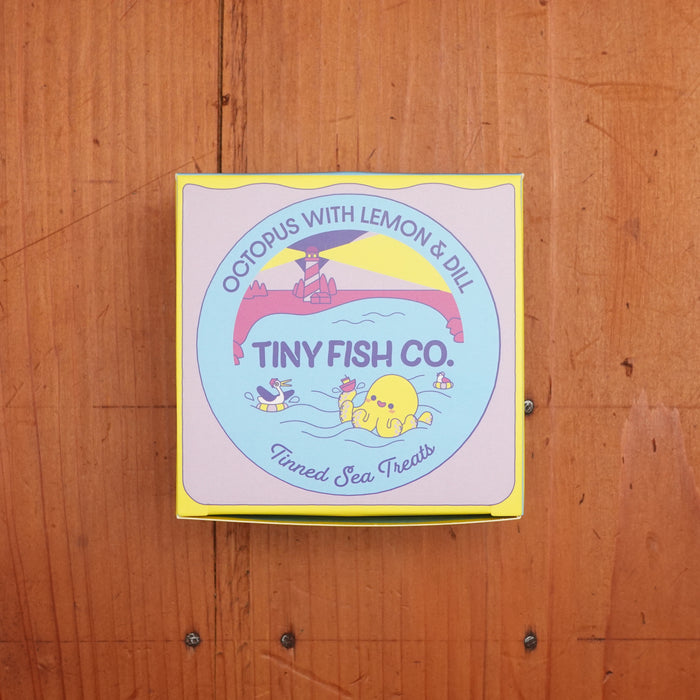 OCTOPUS WITH LEMON & DILL
TINY FISH CO.
Tinned Sea Treats